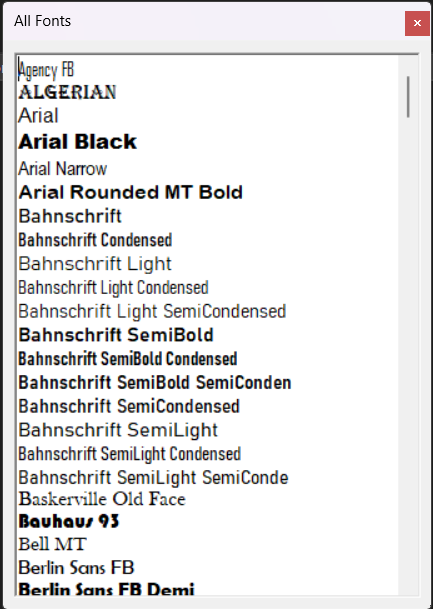 All Fonts
Agency FB
ALGERIAN
Arial
Arial Black
Arial Narrow
Arial Rounded MT Bold
Bahnschrift
Bahnschrift Condensed
Bahnschrift Light
Bahnschrift Light Condensed
Bahnschrift Light SemiCondensed
Bahnschrift SemiBold
Bahnschrift SemiBold Condensed
Bahnschrift SemiBold SemiConden
Bahnschrift SemiCondensed
Bahnschrift SemiLight
Bahnschrift SemiLight Condensed
Bahnschrift SemiLight SemiConde
Baskerville Old Face
Bauhaus 93
Bell MT
Berlin Sans FB
Berlin Sans FB Demi